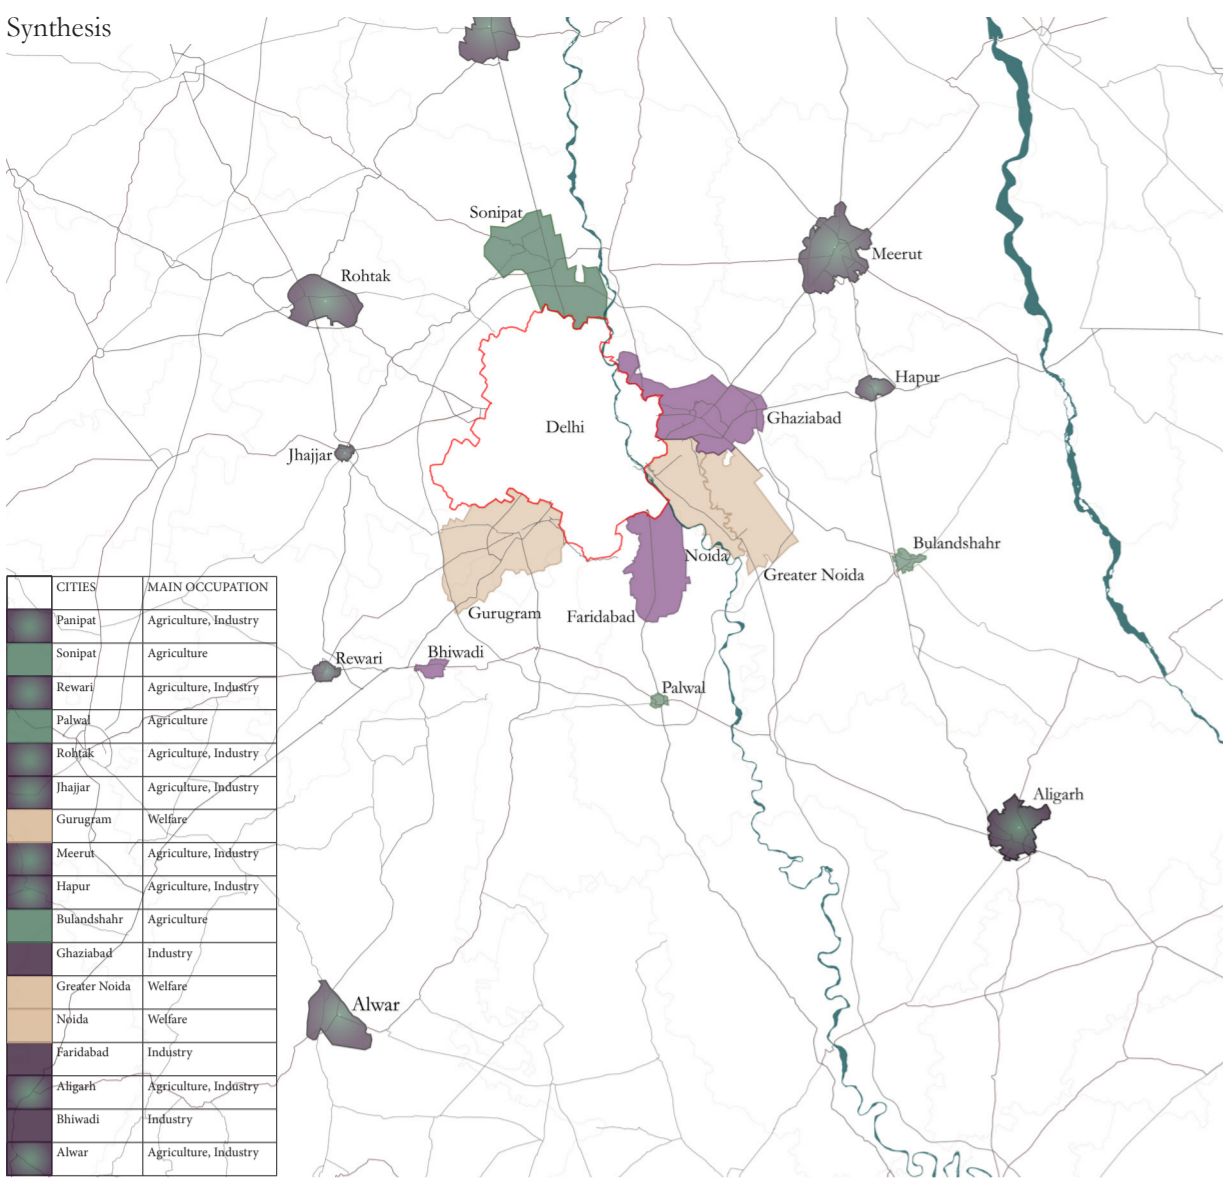 Synthesis
Sonipat
Meerut
Rohtak
Hapur
Ghaziabad
Delhi
Jhajjar
Bulandshahr
Noida
Greater Noida
Gurugram
Faridabad
Bhiwadi
Rewari
Palwal
Aligarh
Alwar
CITIES MAIN OCCUPATION
Panipat Agriculture, Industry
Sonipat Agriculture
Rewari Agriculture, Industry
Palwal Agriculture
Rohtak Agriculture, Industry
Jhajjar Agriculture, Industry
Gurugram Welfare
Meerut Agriculture, Industry
Hapur Agriculture, Industry
Bulandshahr Agriculture
Ghaziabad Industry
Greater Noida Welfare
Noida Welfare
Faridabad Industry
Aligarh Agriculture, Industry
Bhiwadi Industry
Alwar Agriculture, Industry